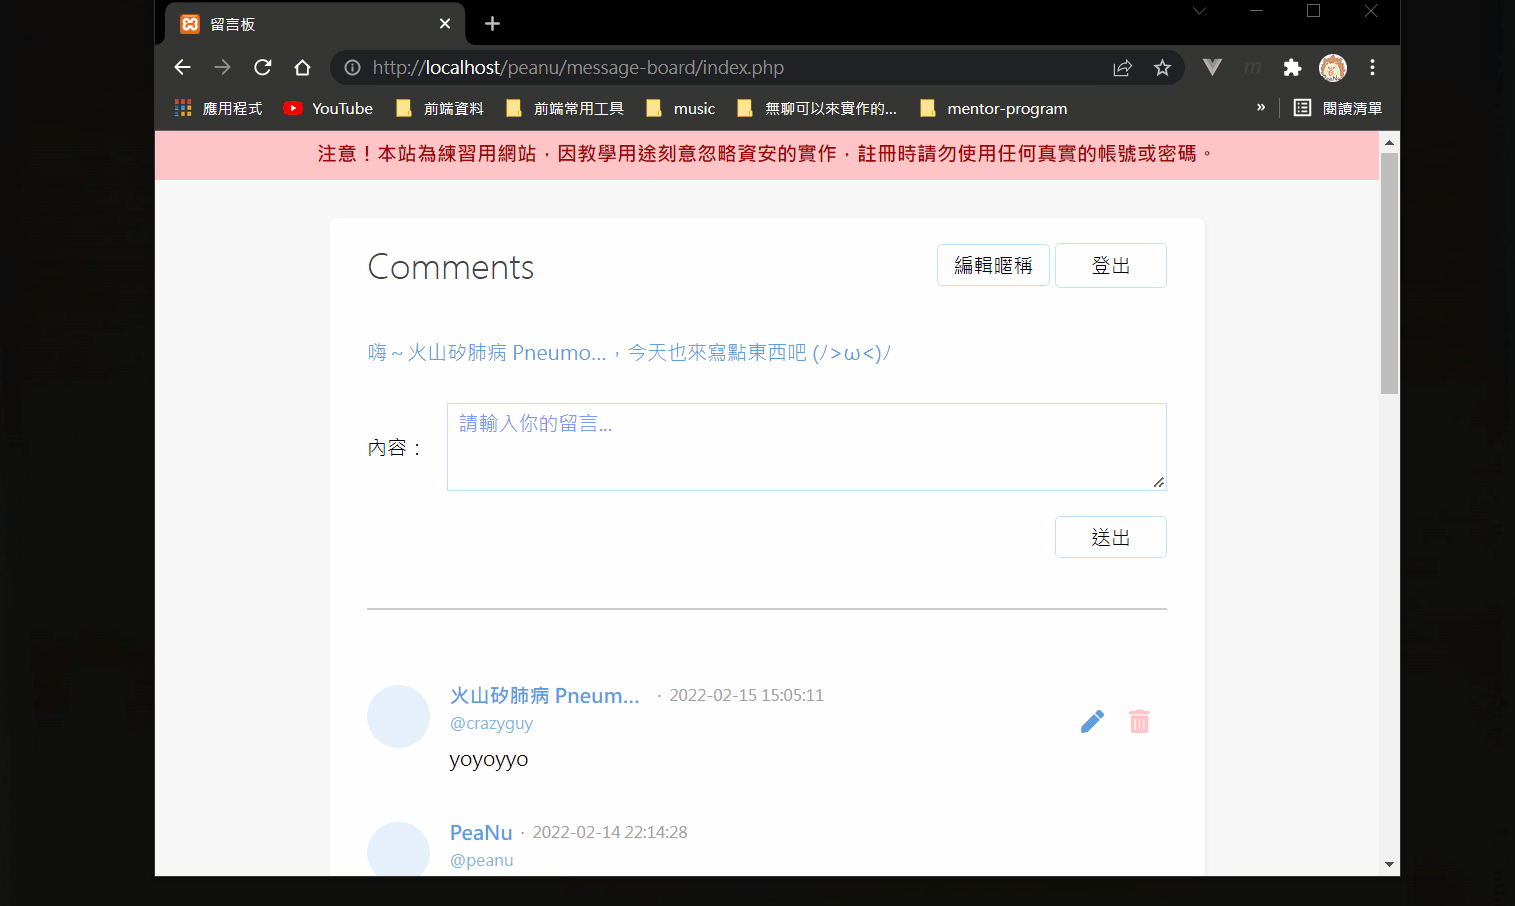 留言板
http://localhost/peanu/message-board/index.php
應用程式 YouTube 前端資料 前端常用工具 music 無聊可以來實作的... mentor-program » 閱讀清單
注意！本站為練習用網站，因教學用途刻意忽略資安的實作，註冊時請勿使用任何真實的帳號或密碼。
Comments 編輯暱稱 登出
嗨～火山矽肺病 Pneumo...，今天也來寫點東西吧 (/>ω<)/
內容： 請輸入你的留言...
送出
火山矽肺病 Pneum... · 2022-02-15 15:05:11
@crazyguy
yoyoyyo
PeaNu · 2022-02-14 22:14:28
@peanu